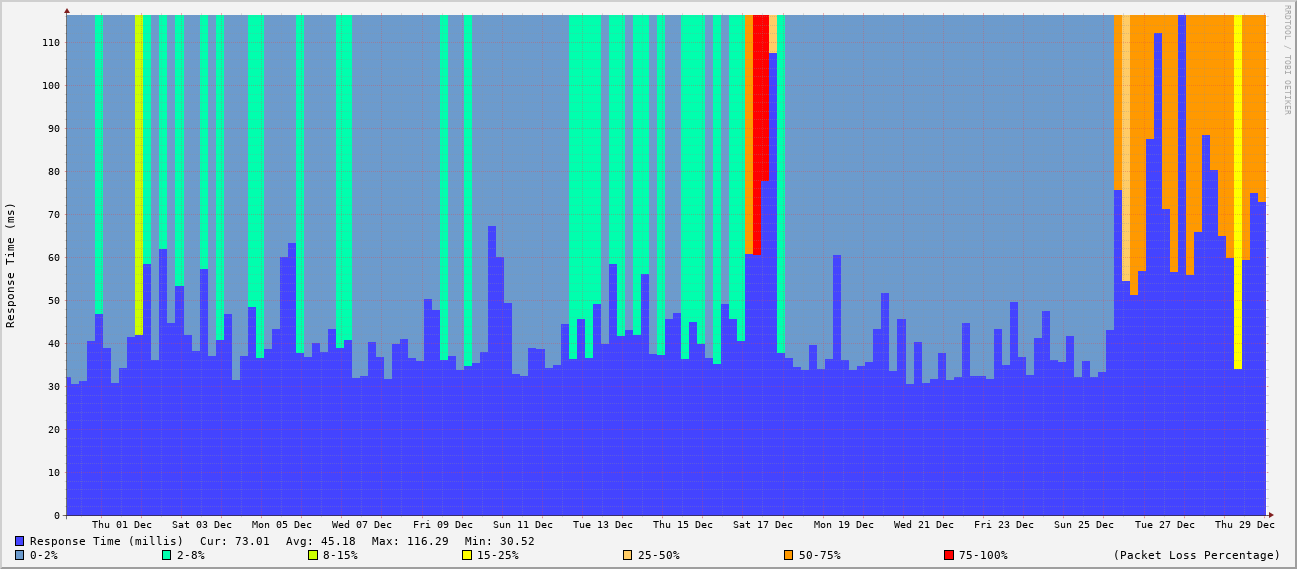 RRDTOOL / TOBI OETIKER
Response Time (ms)
110
100
90
80
70
60
50
40
30
20
10
0
Thu 01 Dec Sat 03 Dec Mon 05 Dec Wed 07 Dec Fri 09 Dec Sun 11 Dec Tue 13 Dec Thu 15 Dec Sat 17 Dec Mon 19 Dec Wed 21 Dec Fri 23 Dec Sun 25 Dec Tue 27 Dec Thu 29 Dec
Response Time (millis) Cur: 73.01 Avg: 45.18 Max: 116.29 Min: 30.52
0-2% 2-8% 8-15% 15-25% 25-50% 50-75% 75-100% (Packet Loss Percentage)